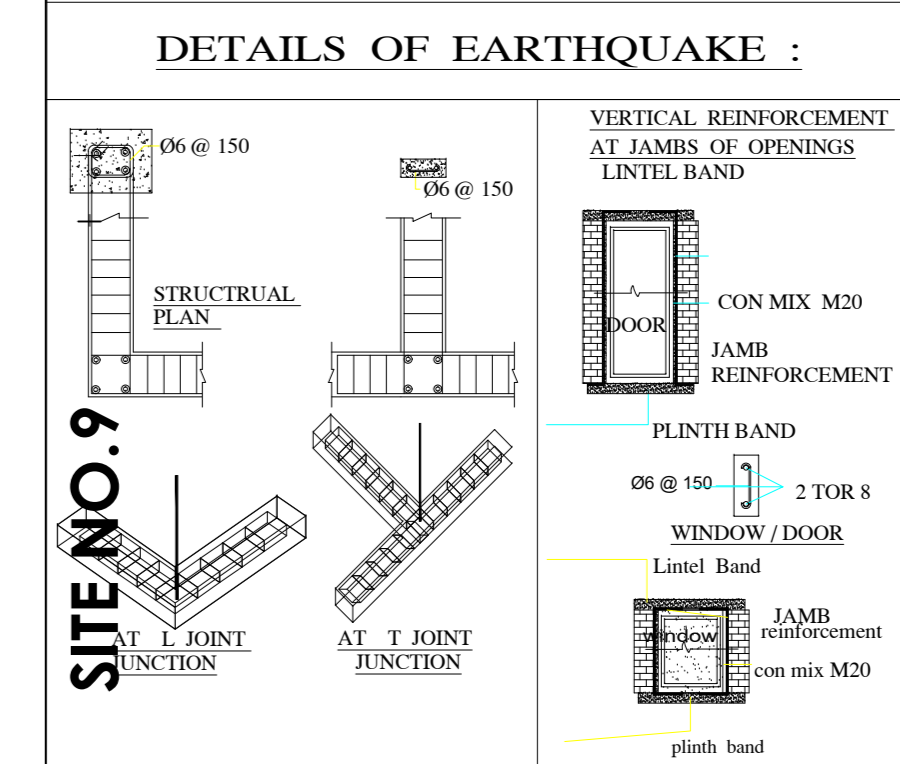 DETAILS OF EARTHQUAKE :
Ø6 @ 150
Ø6 @ 150
STRUCTRUAL
PLAN
SITE NO.9
AT L JOINT
JUNCTION
AT T JOINT
JUNCTION
VERTICAL REINFORCEMENT
AT JAMBS OF OPENINGS
LINTEL BAND
DOOR
CON MIX M20
JAMB
REINFORCEMENT
PLINTH BAND
Ø6 @ 150
2 TOR 8
WINDOW / DOOR
Lintel Band
window
JAMB
reinforcement
con mix M20
plinth band